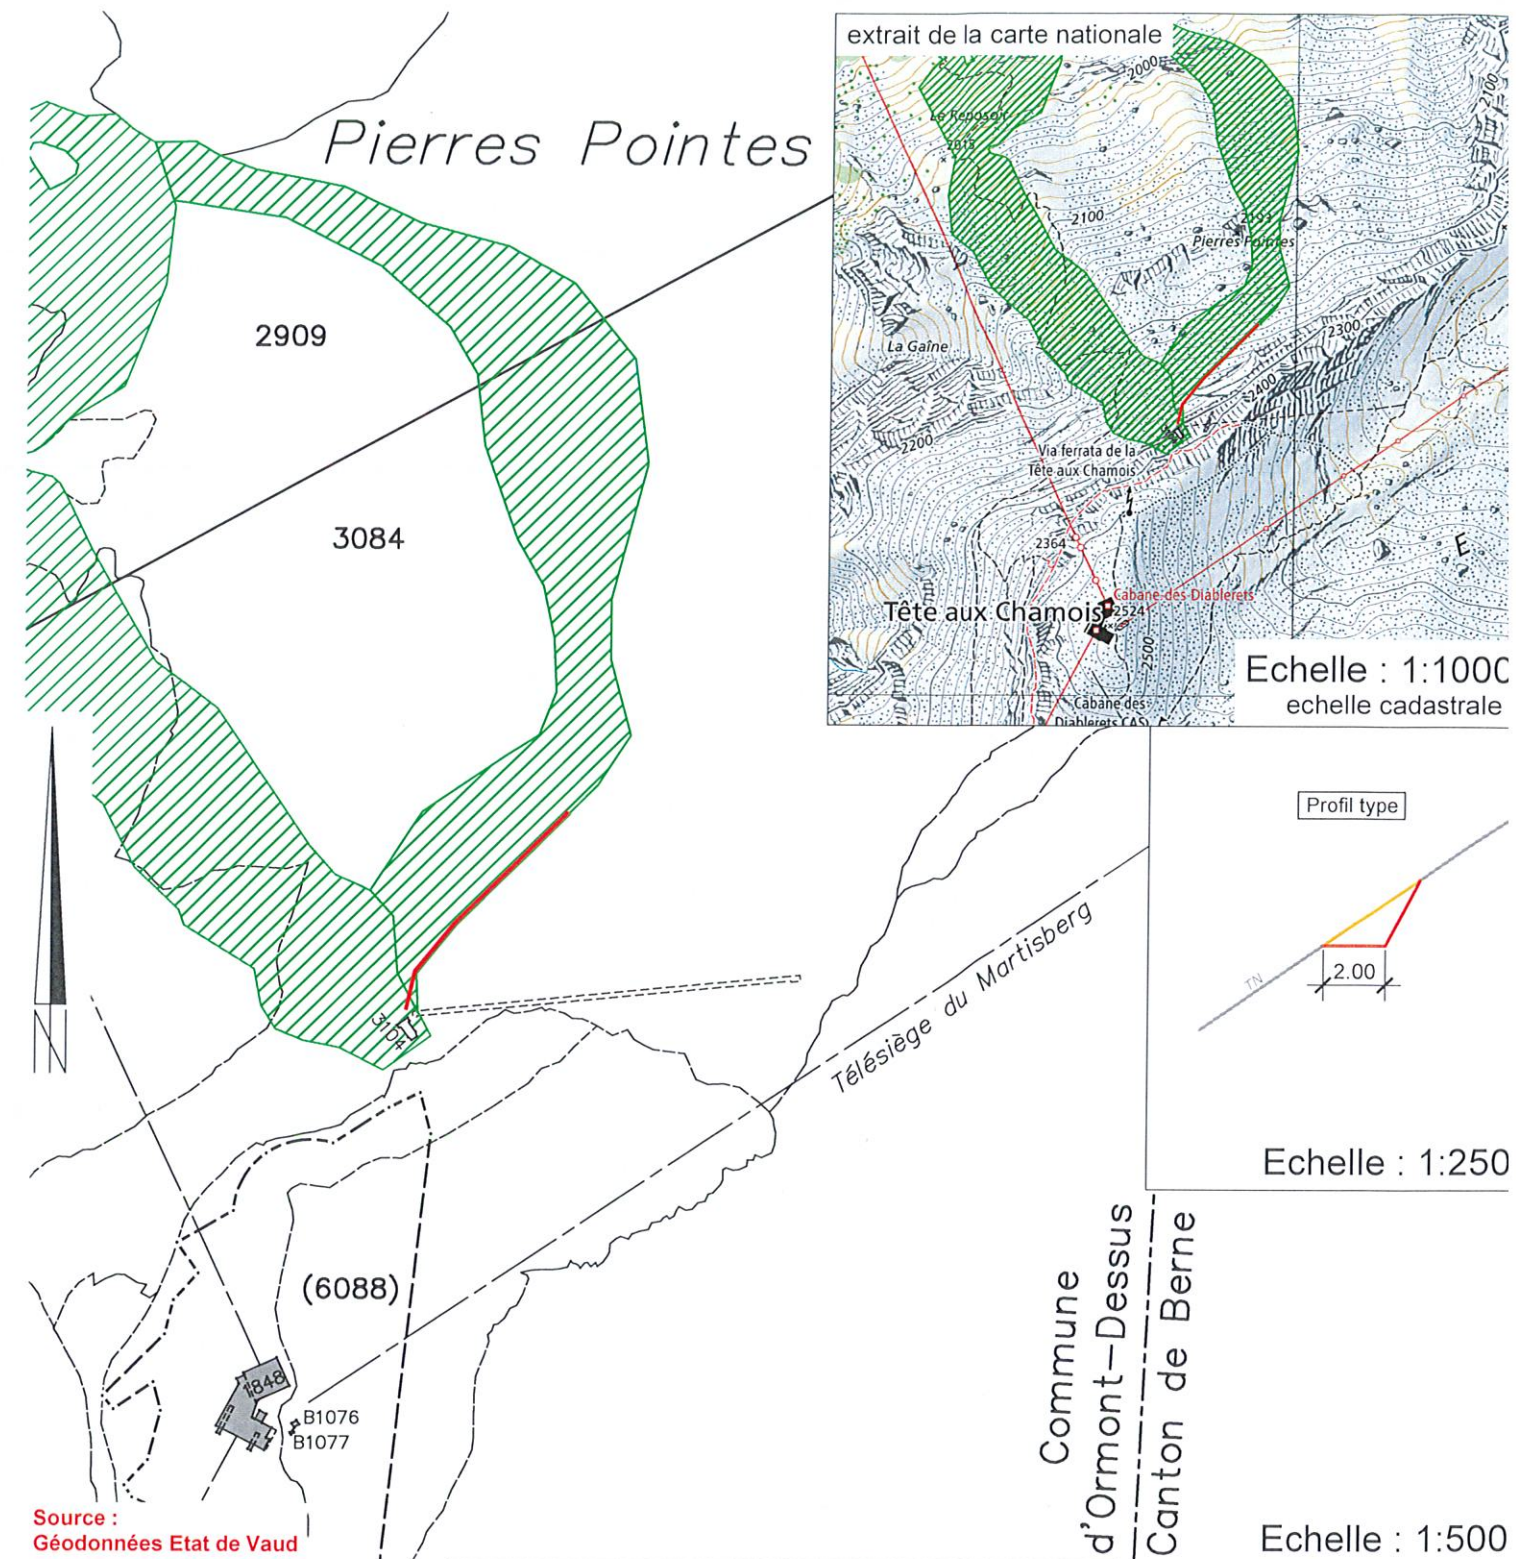 Pierres Pointes
2909
3084
3104
(6088)
1848
B1076
B1077
Télésiège du Martisberg
N
Source :
Géodonnées Etat de Vaud
extrait de la carte nationale
2000
2100
Le Reposoir
2015
2100
2193
Pierres Pointes
La Gaîne
2300
2400
2200
Via ferrata de la
Tête aux Chamois
2364
Cabane des Diablerets
Tête aux Chamois
2524
2500
E
Cabane des
Diablerets (CAS)
Echelle : 1:1000
echelle cadastrale
Profil type
TN
2.00
Echelle : 1:250
Commune
d'Ormont-Dessus
Canton de Berne
Echelle : 1:500